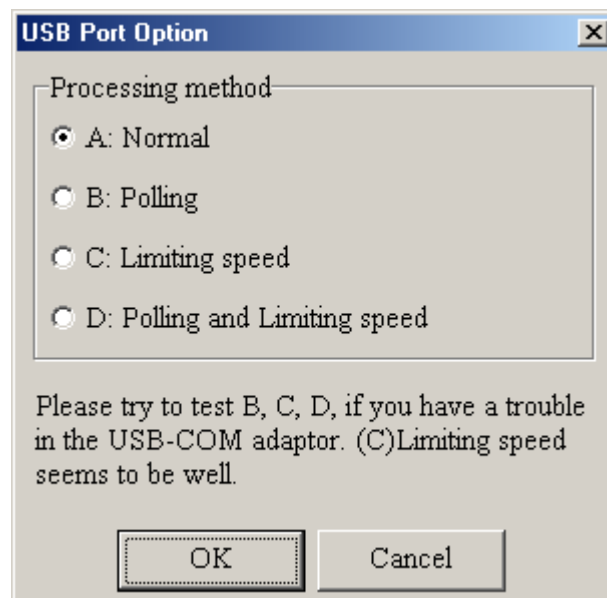 USB Port Option
Processing method
A: Normal
B: Polling
C: Limiting speed
D: Polling and Limiting speed
Please try to test B, C, D, if you have a trouble
in the USB-COM adaptor. (C)Limiting speed
seems to be well.
OK Cancel